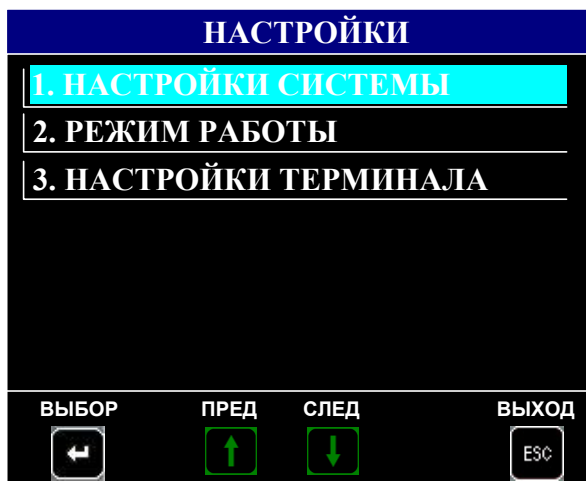 НАСТРОЙКИ
1. НАСТРОЙКИ СИСТЕМЫ
2. РЕЖИМ РАБОТЫ
3. НАСТРОЙКИ ТЕРМИНАЛА
ВЫБОР ПРЕД СЛЕД ВЫХОД
ESC